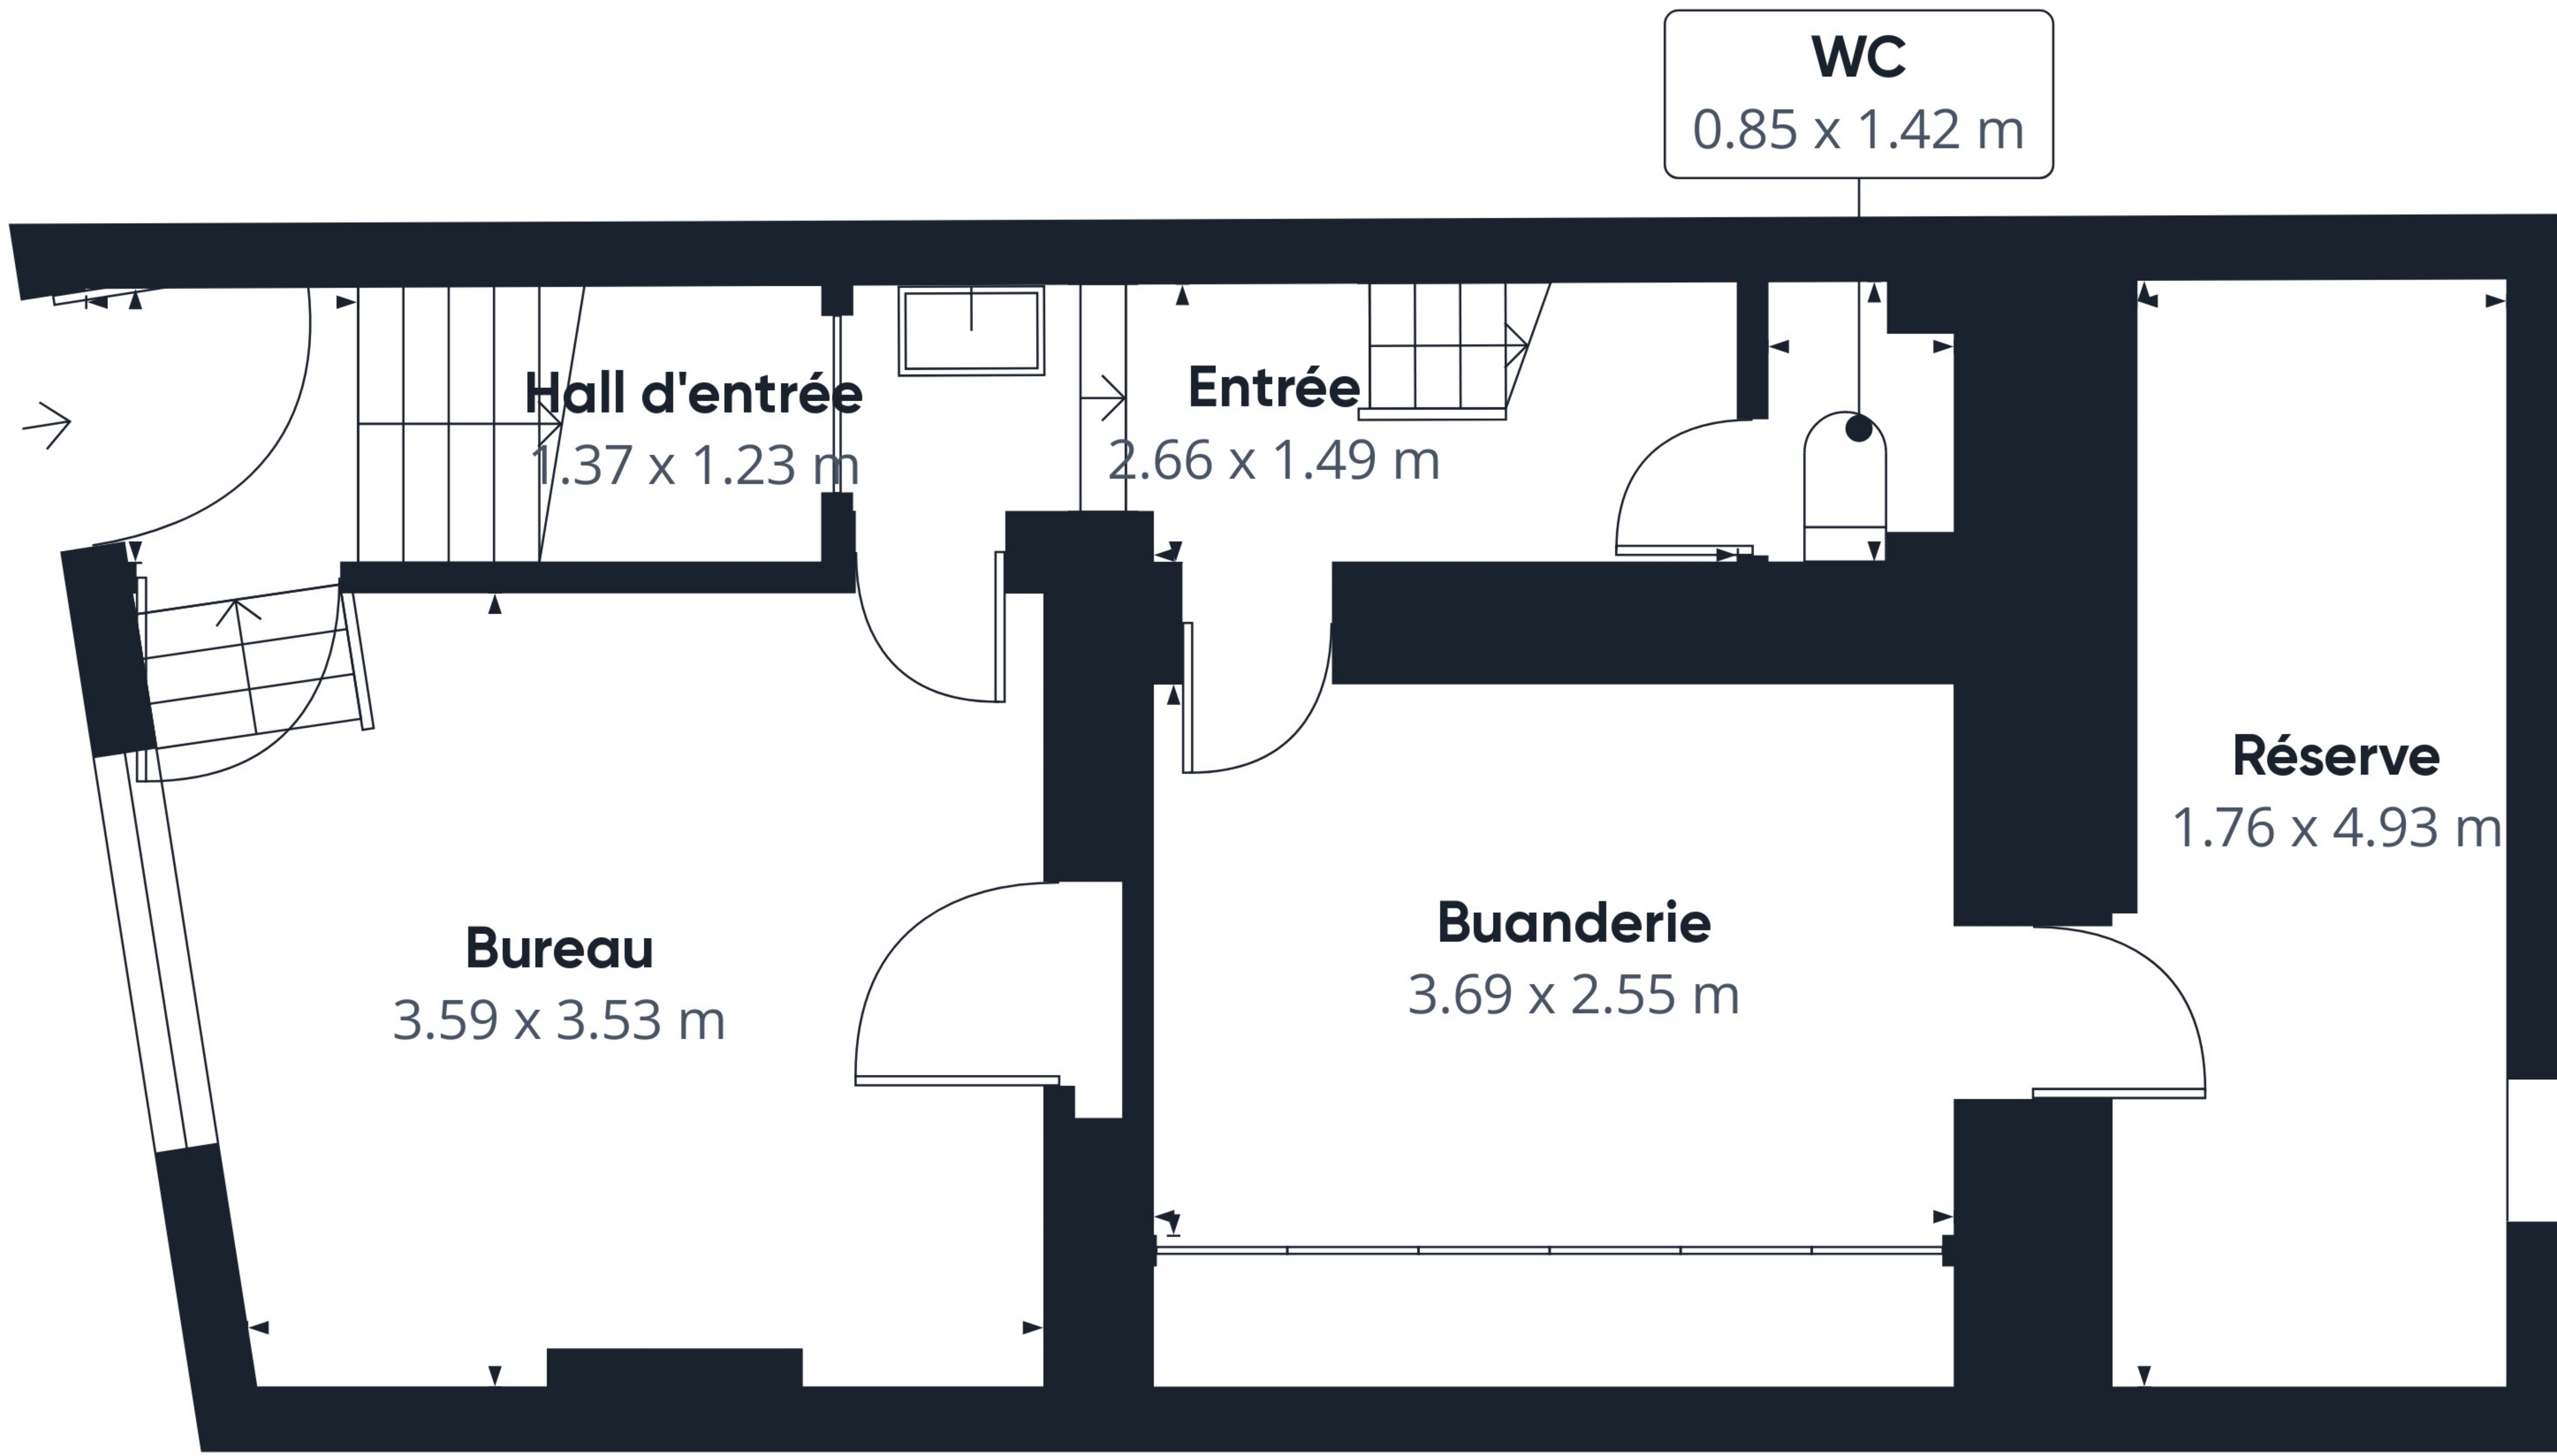 WC
0.85 x 1.42 m
Hall d'entrée
1.37 x 1.23 m
Entrée
2.66 x 1.49 m
Réserve
1.76 x 4.93 m
Buanderie
3.69 x 2.55 m
Bureau
3.59 x 3.53 m